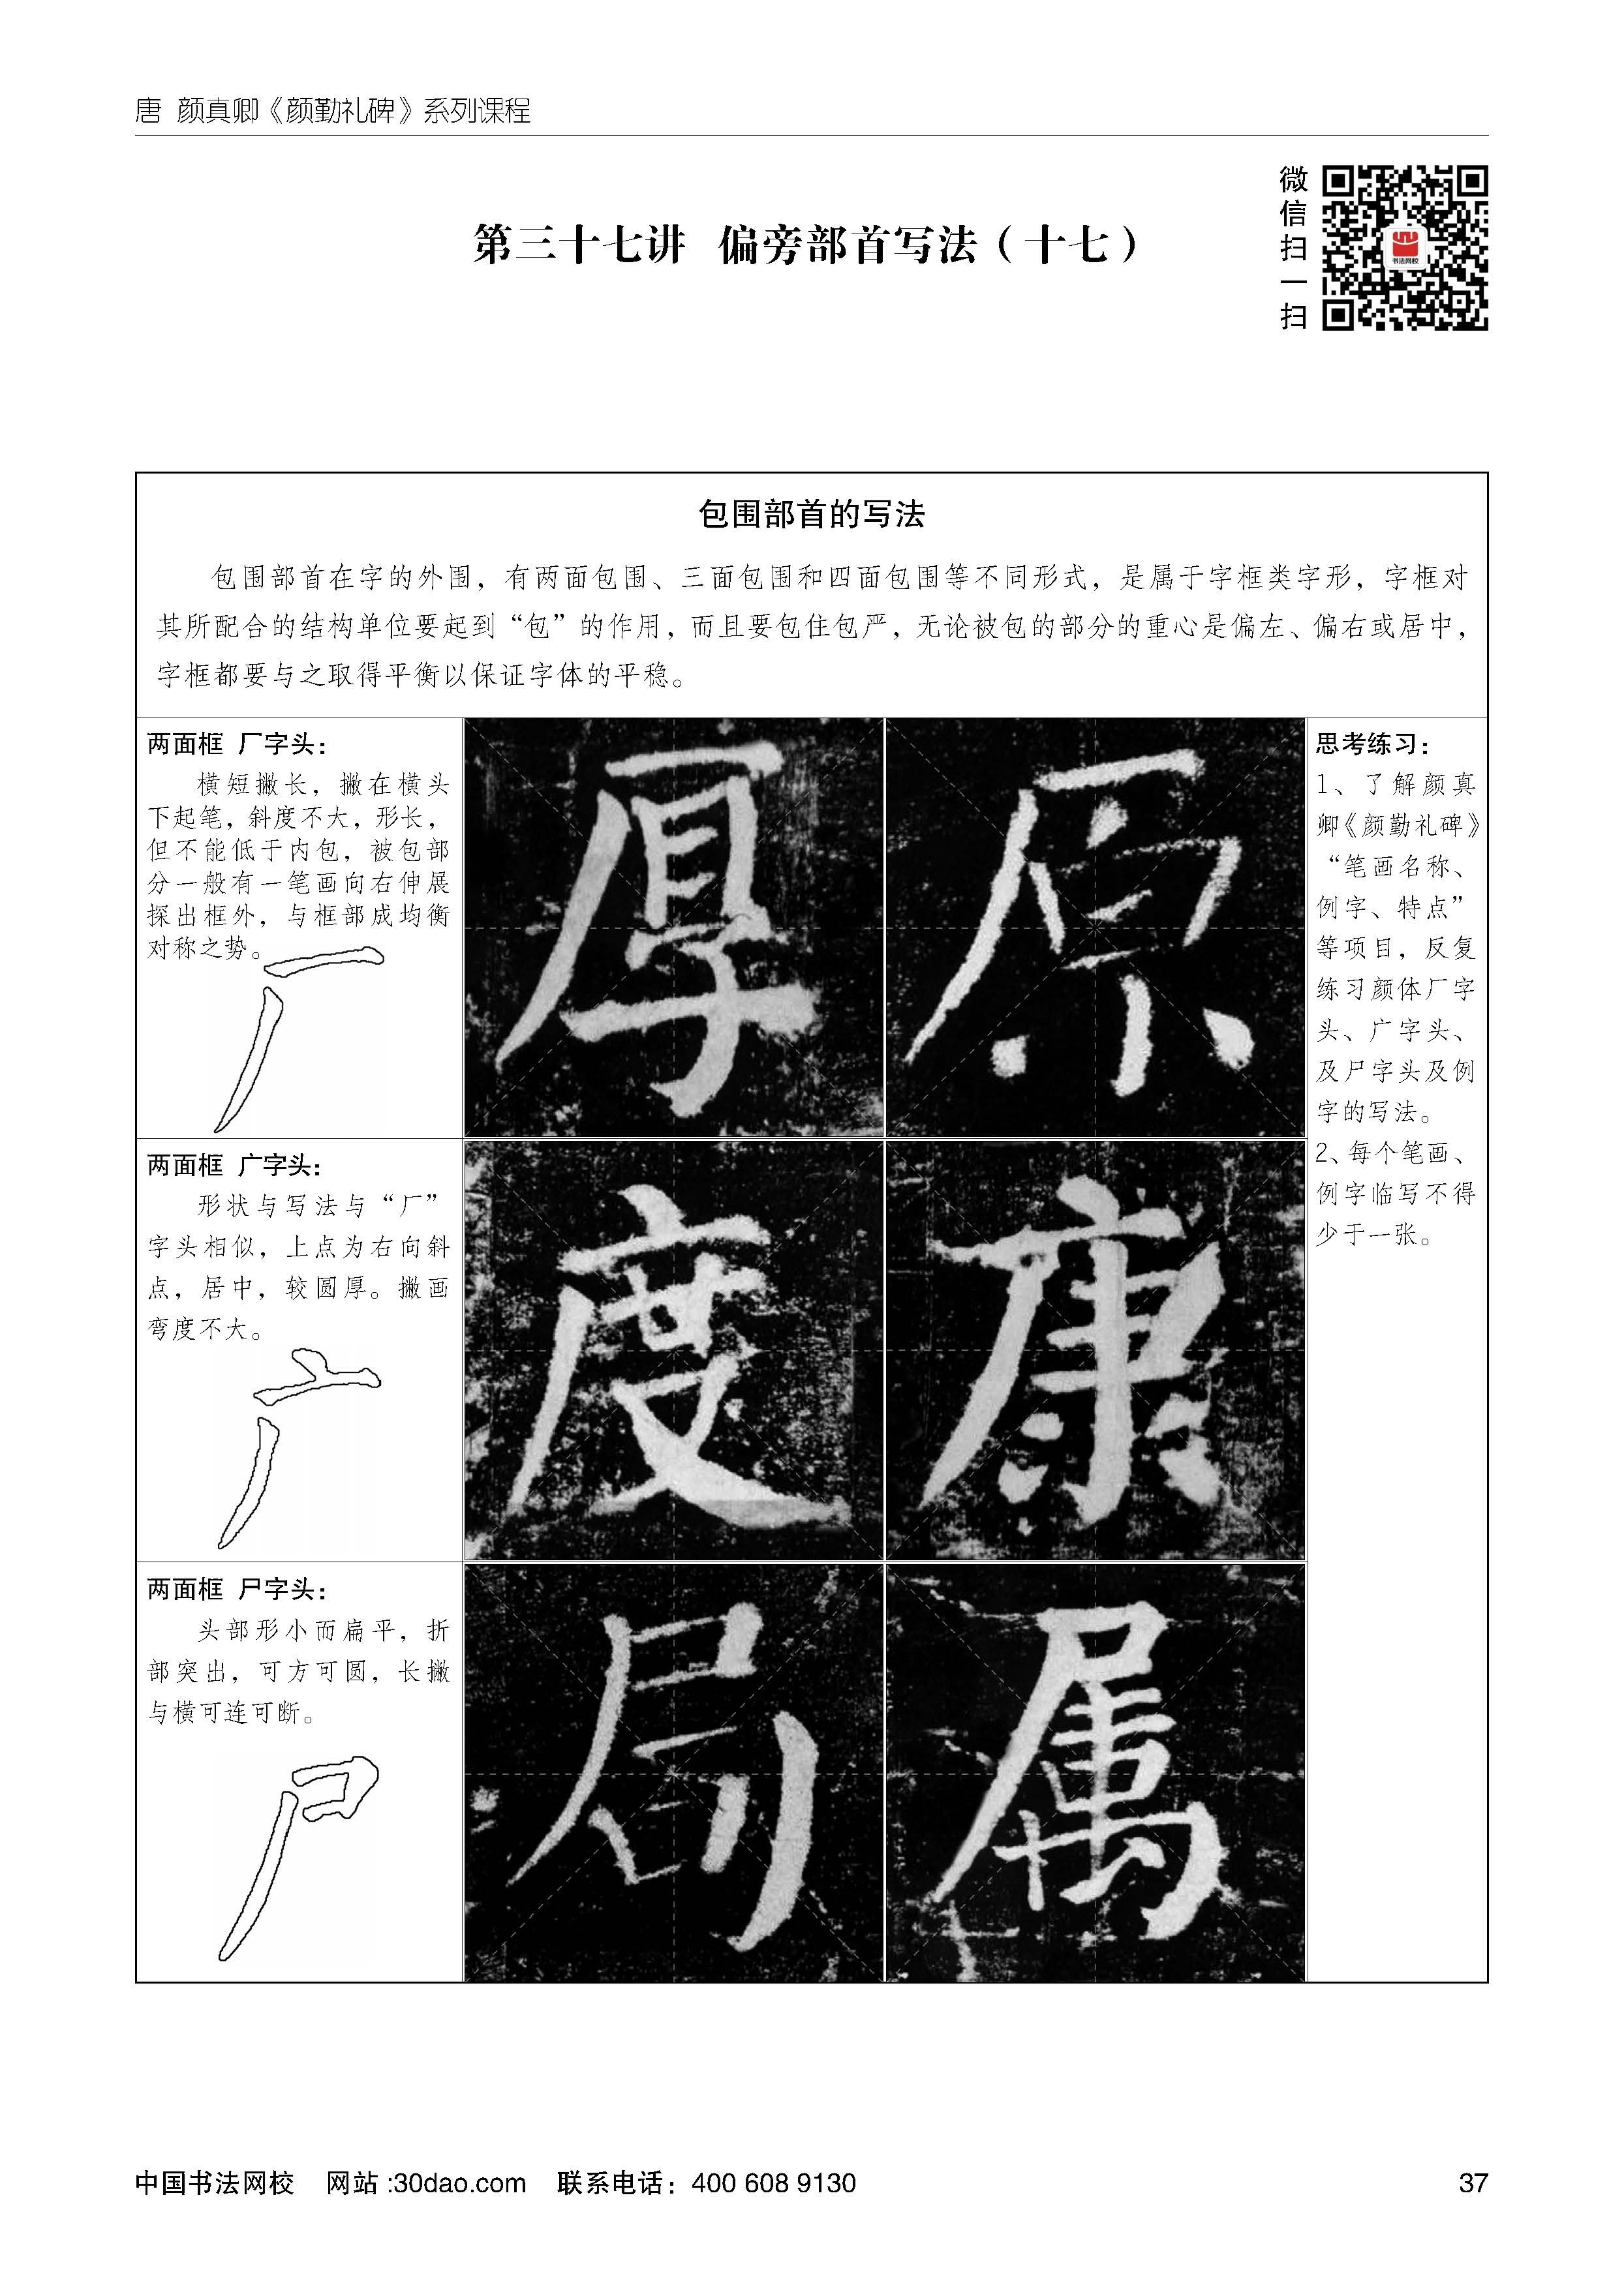 唐 颜真卿《颜勤礼碑》系列课程
微信扫一扫
书法网校
第三十七讲 偏旁部首写法（十七）
包围部首的写法
包围部首在字的外围，有两面包围、三面包围和四面包围等不同形式，是属于字框类字形，字框对
其所配合的结构单位要起到“包”的作用，而且要包住包严，无论被包的部分的重心是偏左、偏右或居中，
字框都要与之取得平衡以保证字体的平稳。
两面框 厂字头：
横短撇长，撇在横头
下起笔，斜度不大，形长，
但不能低于内包，被包部
分一般有一笔画向右伸展
探出框外，与框部成均衡
对称之势。
厂
厚
原
两面框 广字头：
形状与写法与“厂”
字头相似，上点为右向斜
点，居中，较圆厚。撇画
弯度不大。
广
度
康
两面框 尸字头：
头部形小而扁平，折
部突出，可方可圆，长撇
与横可连可断。
尸
局
属
思考练习：
1、了解颜真
卿《颜勤礼碑》
“笔画名称、
例字、特点”
等项目，反复
练习颜体厂字
头、广字头、
及尸字头及例
字的写法。
2、每个笔画、
例字临写不得
少于一张。
中国书法网校 网站:30dao.com 联系电话：400 608 9130
37